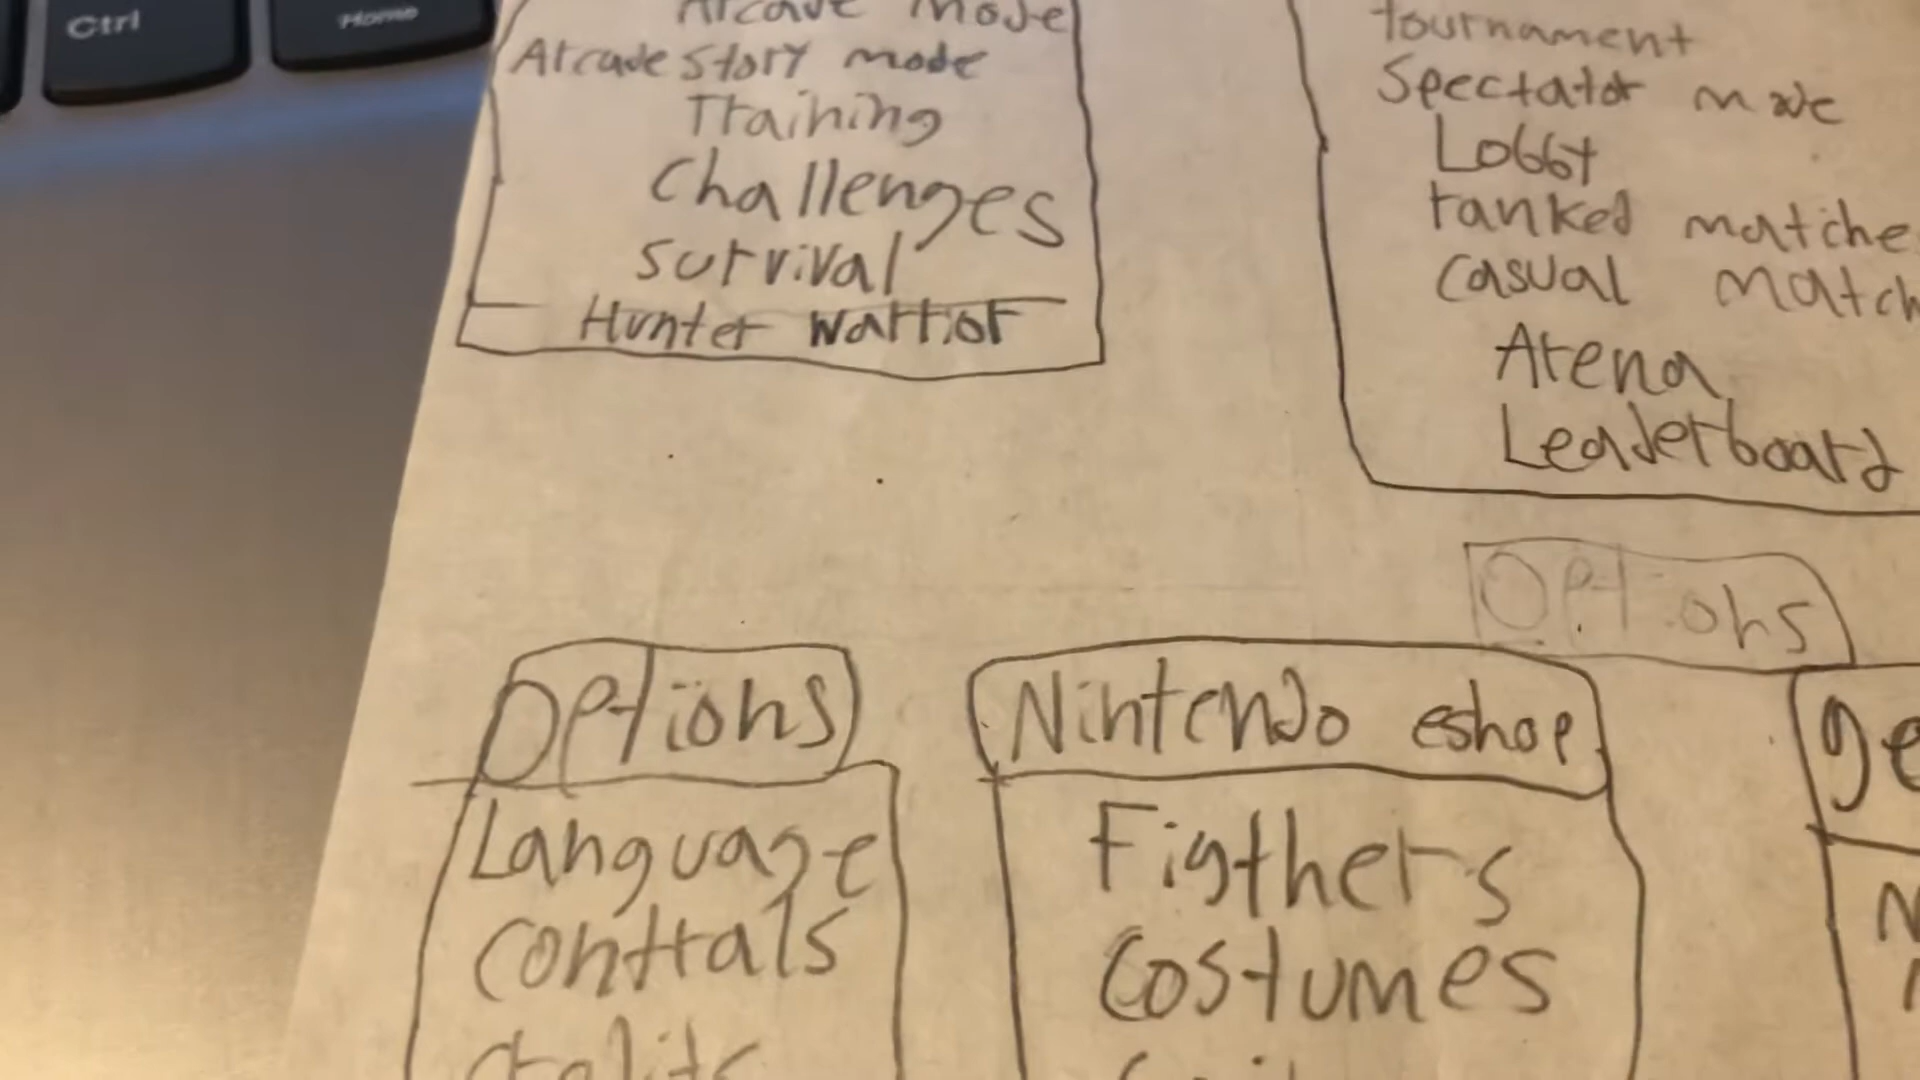 Ctrl
Home
Arcade Mode
Arcade Story mode
Training
Challenges
Survival
Hunter Warrior
tournament
Spectator mode
Lobby
ranked matche
casual match
Arena
Leaderboard
Options
Options
Language
Contrals
Nintendo eshop
Figthers
Costumes
ge